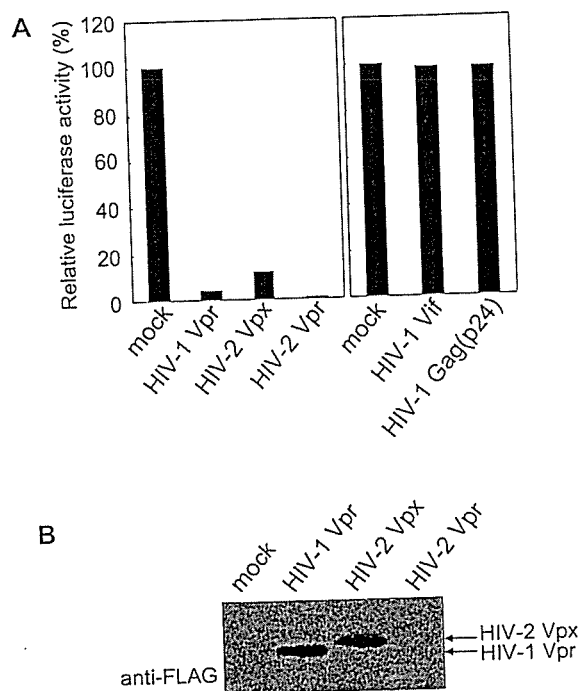 A
Relative luciferase activity (%)
120
100
80
60
40
20
0
mock
HIV-1 Vpr
HIV-2 Vpx
HIV-2 Vpr
mock
HIV-1 Vif
HIV-1 Gag(p24)
B
mock
HIV-1 Vpr
HIV-2 Vpx
HIV-2 Vpr
HIV-2 Vpx
HIV-1 Vpr
anti-FLAG